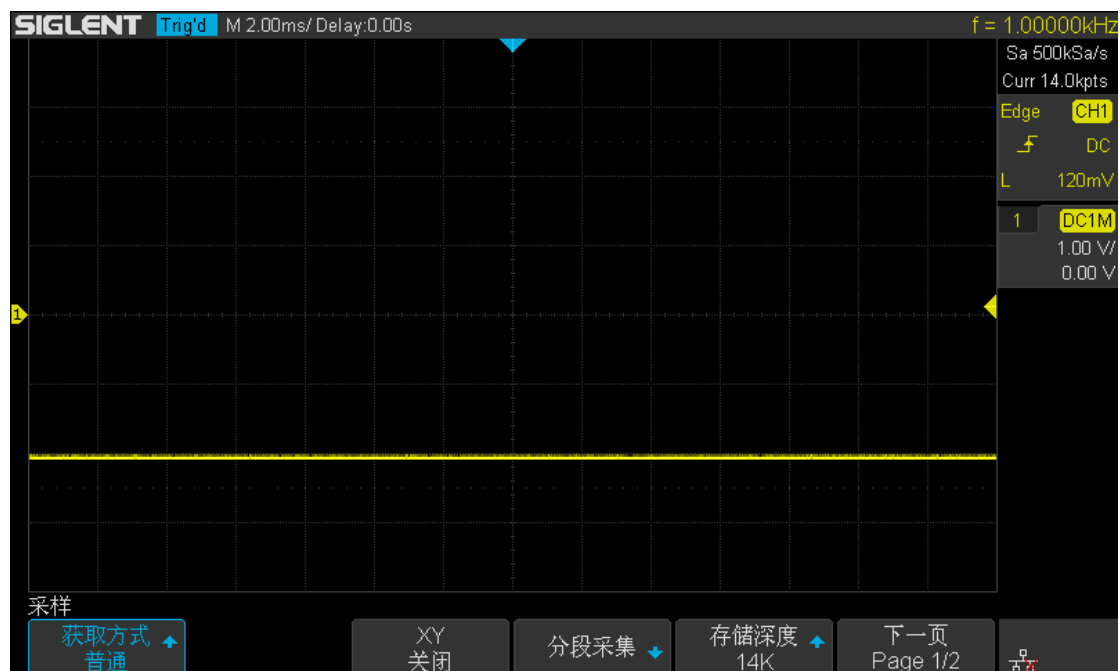 SIGLENT Trig'd M 2.00ms/ Delay:0.00s f = 1.00000kHz
Sa 500kSa/s
Curr 14.0kpts
Edge CH1
DC
L 120mV
1 DC1M
1.00 V/
0.00 V
1
采样
获取方式 XY 分段采集 存储深度 下一页
普通 关闭 14K Page 1/2